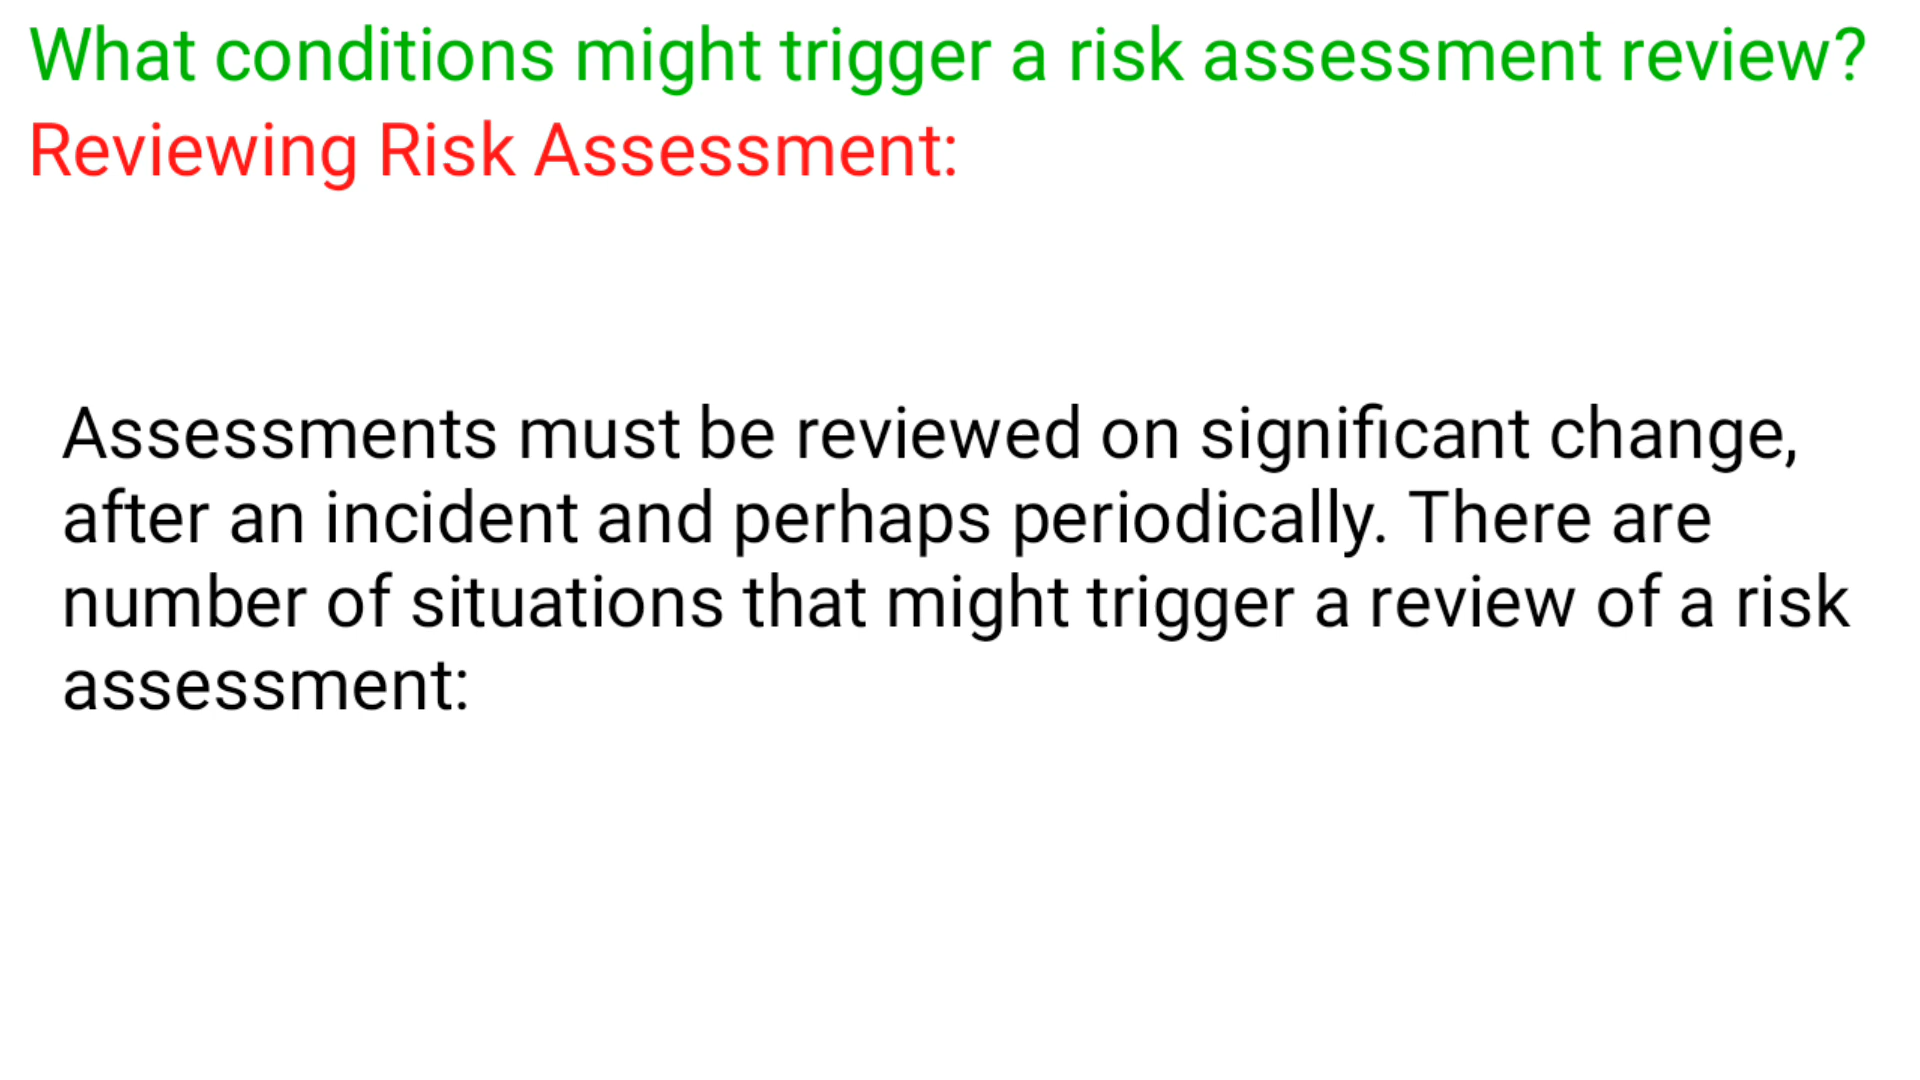 What conditions might trigger a risk assessment review?
Reviewing Risk Assessment:
Assessments must be reviewed on significant change,
after an incident and perhaps periodically. There are
number of situations that might trigger a review of a risk
assessment: